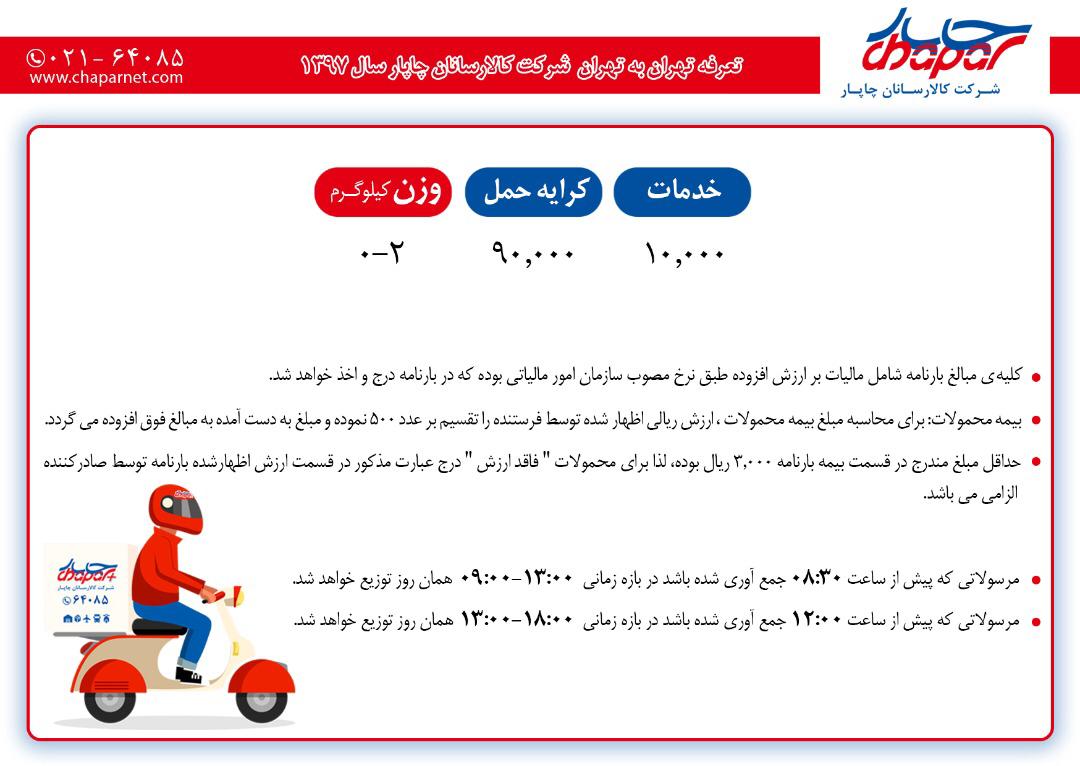 چاپار
chapar
شرکت کالارسانان چاپار
تعرفه تهران به تهران شرکت کالارسانان چاپار سال ۱۳۹۷
۰۲۱- ۶۴۰۸۵
www.chaparnet.com
خدمات کرایه حمل وزن کیلوگرم
۱۰,۰۰۰ ۹۰,۰۰۰ ۰-۲
کلیه‌ی مبالغ بارنامه شامل مالیات بر ارزش افزوده طبق نرخ مصوب سازمان امور مالیاتی بوده که در بارنامه درج و اخذ خواهد شد.
بیمه محمولات: برای محاسبه مبلغ بیمه محمولات ، ارزش ریالی اظهار شده توسط فرستنده را تقسیم بر عدد ۵۰۰ نموده و مبلغ به دست آمده به مبالغ فوق افزوده می گردد.
حداقل مبلغ مندرج در قسمت بیمه بارنامه ۳,۰۰۰ ریال بوده، لذا برای محمولات " فاقد ارزش " درج عبارت مذکور در قسمت ارزش اظهارشده بارنامه توسط صادرکننده
الزامی می باشد.
مرسولاتی که پیش از ساعت ۰۸:۳۰ جمع آوری شده باشد در بازه زمانی ۱۳:۰۰-۰۹:۰۰ همان روز توزیع خواهد شد.
مرسولاتی که پیش از ساعت ۱۲:۰۰ جمع آوری شده باشد در بازه زمانی ۱۸:۰۰-۱۳:۰۰ همان روز توزیع خواهد شد.
chapar
چاپار
chapar
شرکت کالارسانان چاپار
۶۴۰۸۵